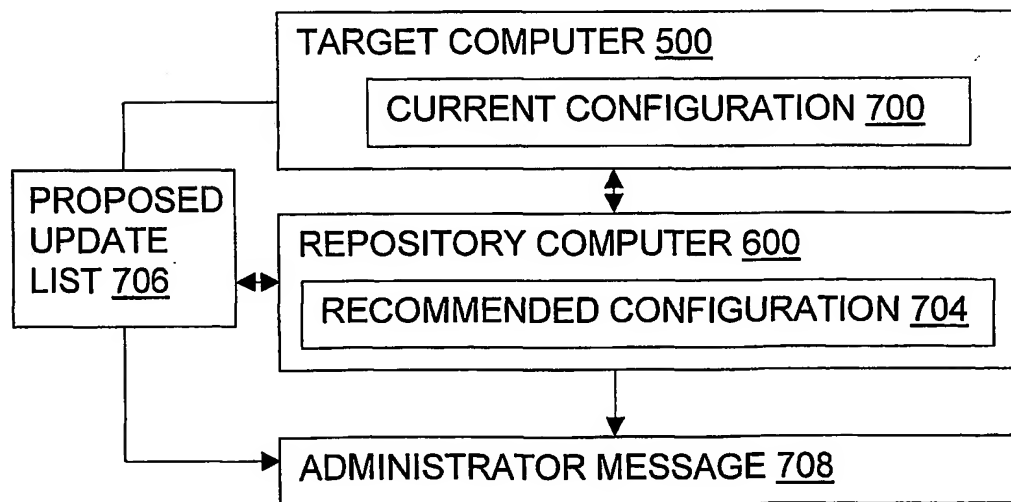 TARGET COMPUTER 500
CURRENT CONFIGURATION 700
PROPOSED
UPDATE
LIST 706
REPOSITORY COMPUTER 600
RECOMMENDED CONFIGURATION 704
ADMINISTRATOR MESSAGE 708